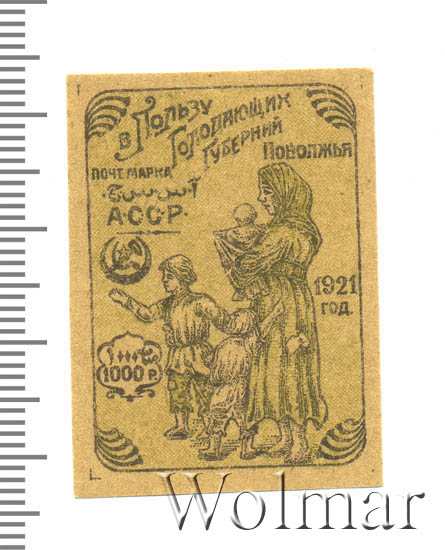 В Пользу
Голодающих
Губерний
Поволжья
ПОЧТ. МАРКА
А·С·С·Р·
1921
ГОД.
1000 Р.
Wolmar